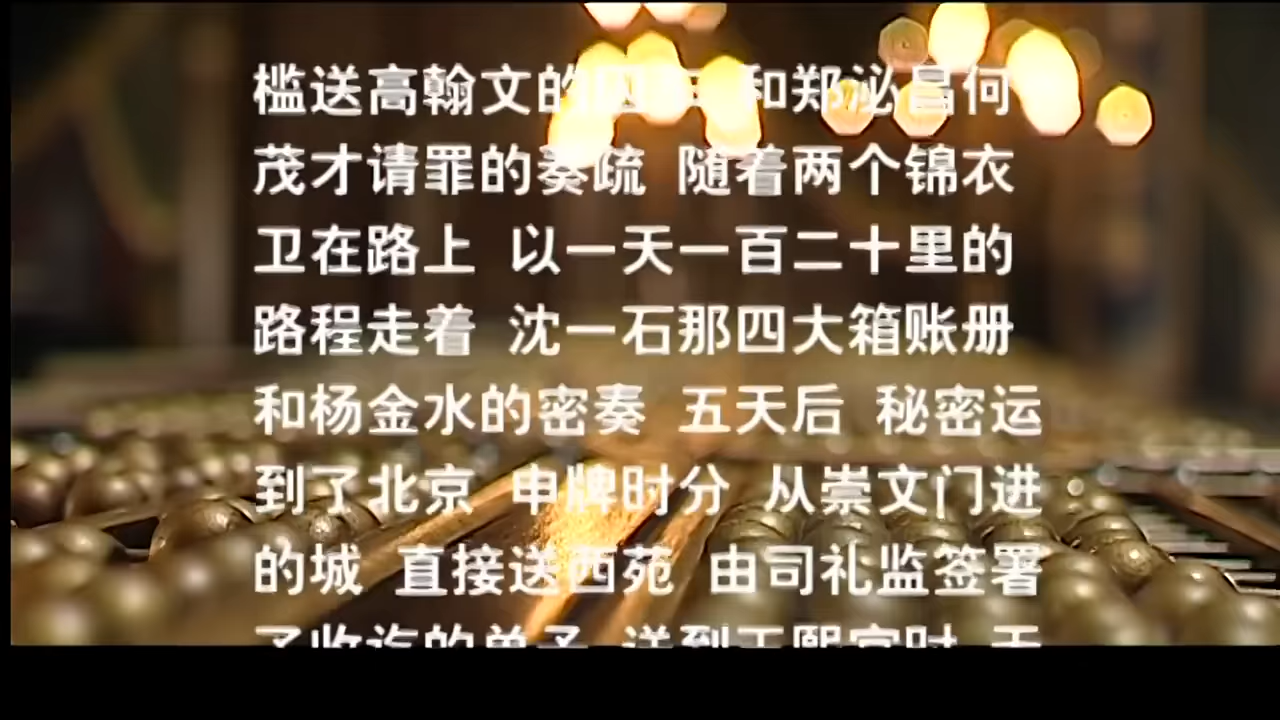 槛送高翰文的囚车 和郑泌昌何
茂才请罪的奏疏 随着两个锦衣
卫在路上 以一天一百二十里的
路程走着 沈一石那四大箱账册
和杨金水的密奏 五天后 秘密运
到了北京 申牌时分 从崇文门进
的城 直接送西苑 由司礼监签署